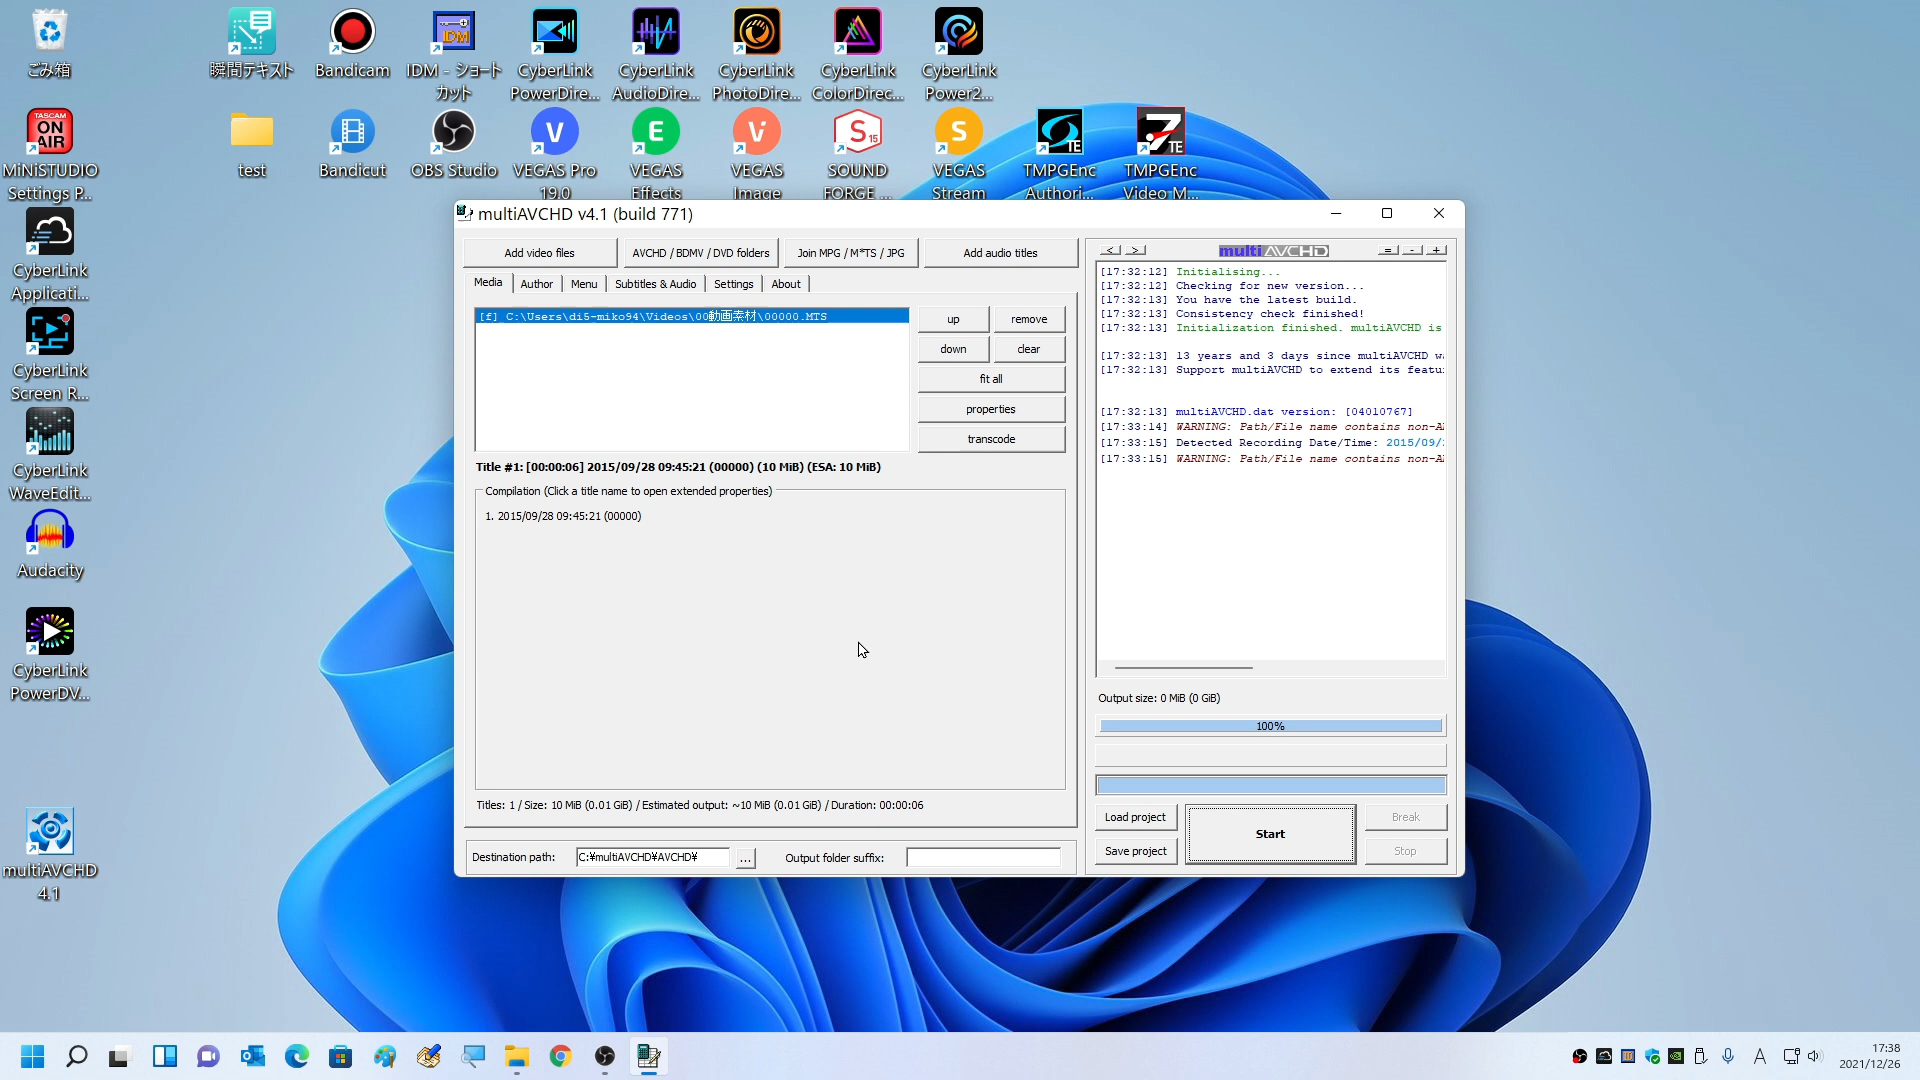 ごみ箱
瞬間テキスト
Bandicam
IDM - ショート
カット
CyberLink
PowerDire...
CyberLink
AudioDire...
CyberLink
PhotoDire...
CyberLink
ColorDirec...
CyberLink
Power2...
TASCAM
ON
AIR
MiNiSTUDIO
Settings P...
test
Bandicut
OBS Studio
VEGAS Pro
19.0
VEGAS
Effects
VEGAS
Image
SOUND
FORGE ...
VEGAS
Stream
TMPGEnc
Authori...
TMPGEnc
Video M...
CyberLink
Applicati...
CyberLink
Screen R...
CyberLink
WaveEdit...
Audacity
CyberLink
PowerDV...
multiAVCHD
4.1
multiAVCHD v4.1 (build 771)
Add video files
AVCHD / BDMV / DVD folders
Join MPG / M*TS / JPG
Add audio titles
Media
Author
Menu
Subtitles & Audio
Settings
About
[f] C:\Users\di5-miko94\Videos\00動画素材\00000.MTS
up
remove
down
clear
fit all
properties
transcode
Title #1: [00:00:06] 2015/09/28 09:45:21 (00000) (10 MiB) (ESA: 10 MiB)
Compilation (Click a title name to open extended properties)
1. 2015/09/28 09:45:21 (00000)
Titles: 1 / Size: 10 MiB (0.01 GiB) / Estimated output: ~10 MiB (0.01 GiB) / Duration: 00:00:06
Destination path:
C:¥multiAVCHD¥AVCHD¥
...
Output folder suffix:
< >
multiAVCHD
= - +
[17:32:12] Initialising...
[17:32:12] Checking for new version...
[17:32:13] You have the latest build.
[17:32:13] Consistency check finished!
[17:32:13] Initialization finished. multiAVCHD is
[17:32:13] 13 years and 3 days since multiAVCHD
[17:32:13] Support multiAVCHD to extend its
[17:32:13] multiAVCHD.dat version: [04010767]
[17:33:14] WARNING: Path/File name contains
[17:33:15] Detected Recording Date/Time: 2015/09/
[17:33:15] WARNING: Path/File name contains
Output size: 0 MiB (0 GiB)
100%
Load project
Save project
Start
Break
Stop
A
17:38
2021/12/26